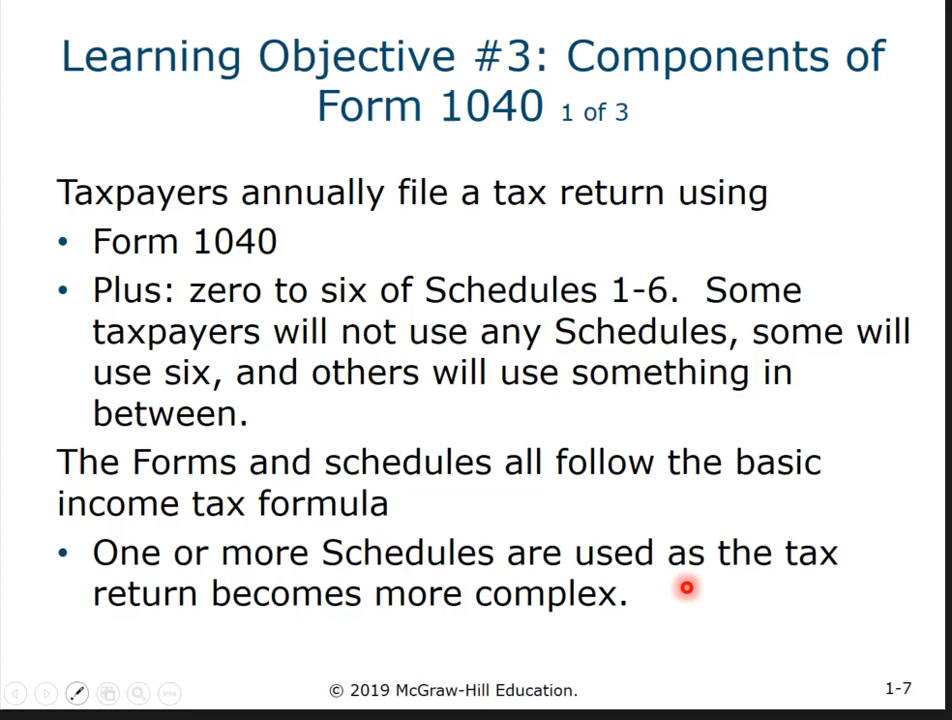 Learning Objective #3: Components of
Form 1040 1 of 3
Taxpayers annually file a tax return using
• Form 1040
• Plus: zero to six of Schedules 1-6.  Some
taxpayers will not use any Schedules, some will
use six, and others will use something in
between.
The Forms and schedules all follow the basic
income tax formula
• One or more Schedules are used as the tax
return becomes more complex.
© 2019 McGraw-Hill Education.
1-7